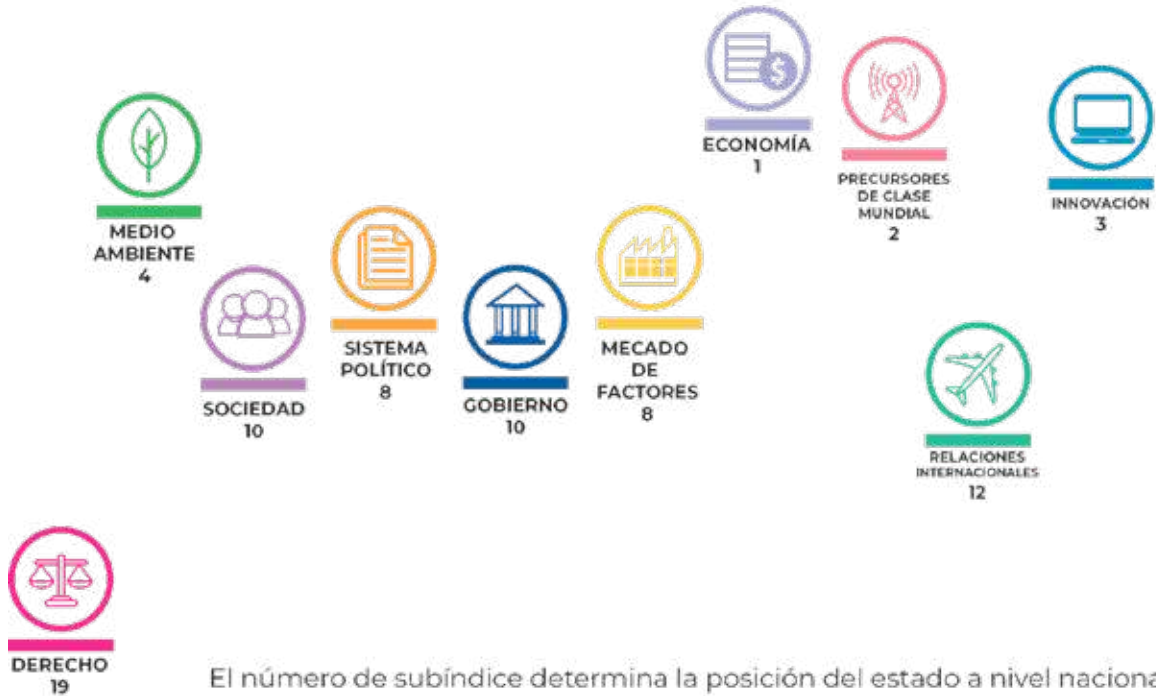 ECONOMÍA
1
PRECURSORES
DE CLASE
MUNDIAL
2
INNOVACIÓN
3
MEDIO
AMBIENTE
4
SOCIEDAD
10
SISTEMA
POLÍTICO
8
GOBIERNO
10
MECADO
DE
FACTORES
8
RELACIONES
INTERNACIONALES
12
DERECHO
19
El número de subíndice determina la posición del estado a nivel naciona